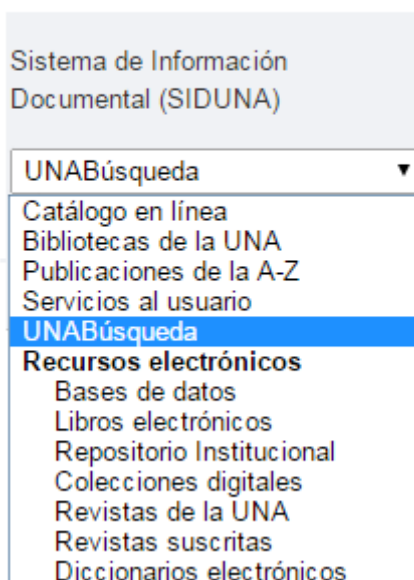 Sistema de Información
Documental (SIDUNA)
UNABúsqueda
Catálogo en línea
Bibliotecas de la UNA
Publicaciones de la A-Z
Servicios al usuario
UNABúsqueda
Recursos electrónicos
Bases de datos
Libros electrónicos
Repositorio Institucional
Colecciones digitales
Revistas de la UNA
Revistas suscritas
Diccionarios electrónicos